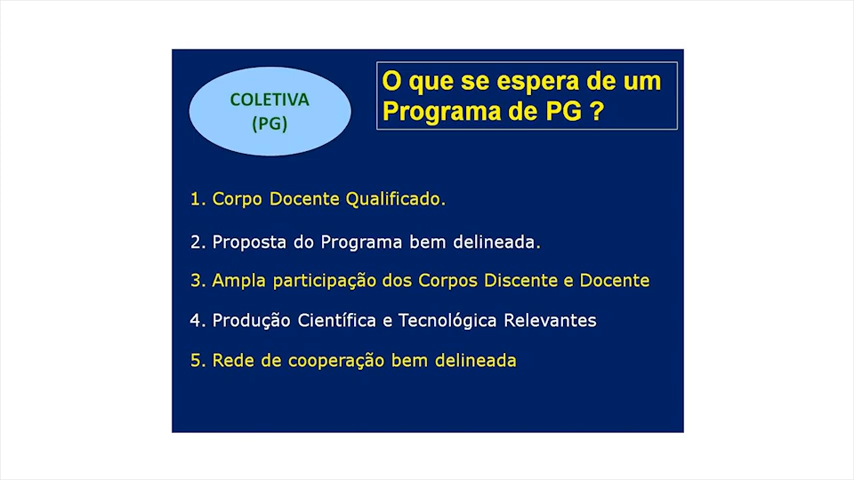 COLETIVA
(PG)
O que se espera de um
Programa de PG ?
1. Corpo Docente Qualificado.
2. Proposta do Programa bem delineada.
3. Ampla participação dos Corpos Discente e Docente
4. Produção Científica e Tecnológica Relevantes
5. Rede de cooperação bem delineada